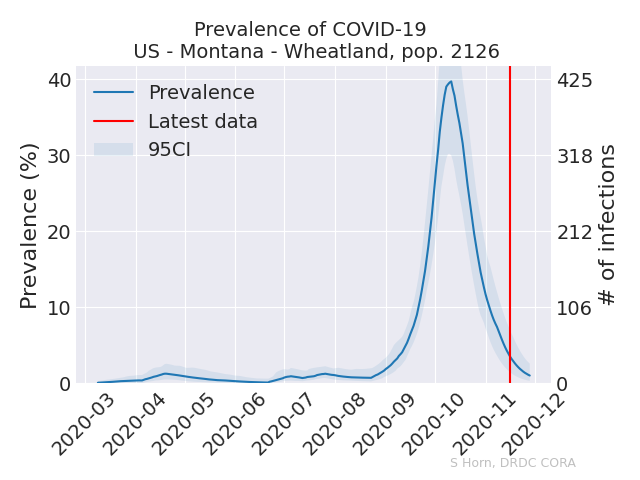 Prevalence of COVID-19
US - Montana - Wheatland, pop. 2126
Prevalence
Latest data
95CI
Prevalence (%)
40
30
20
10
0
# of infections
425
318
212
106
0
2020-03
2020-04
2020-05
2020-06
2020-07
2020-08
2020-09
2020-10
2020-11
2020-12
S Horn, DRDC CORA